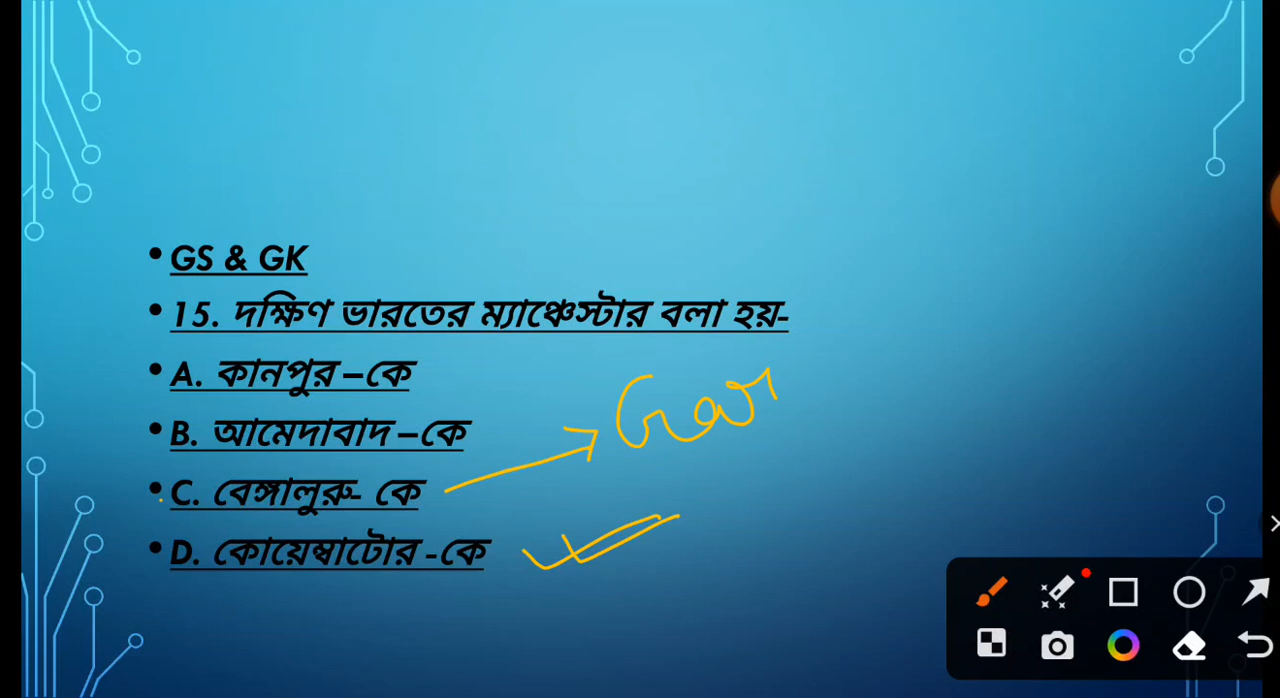 GS & GK
15. দক্ষিণ ভারতের ম্যাঞ্চেস্টার বলা হয়-
A. কানপুর –কে
B. আমেদাবাদ –কে
C. বেঙ্গালুরু- কে
D. কোয়েম্বাটোর -কে